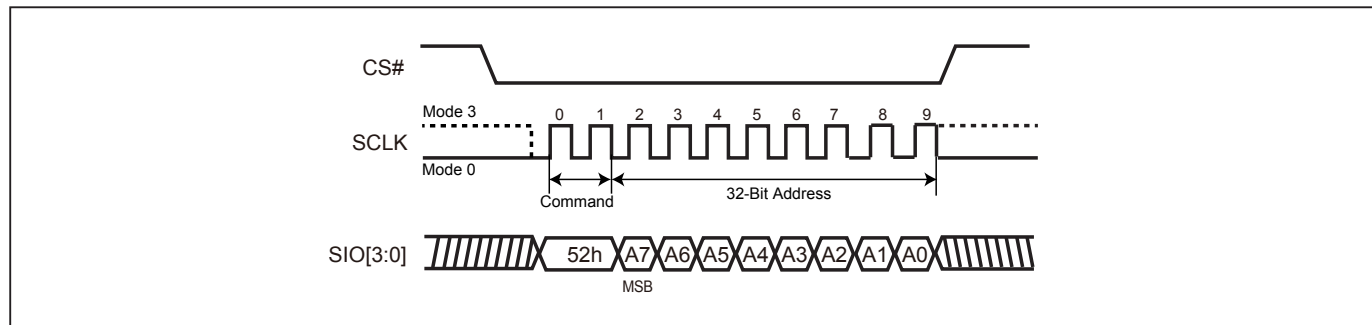 CS#
Mode 3
SCLK
0 1 2 3 4 5 6 7 8 9
Mode 0
Command
32-Bit Address
SIO[3:0]
52h A7 A6 A5 A4 A3 A2 A1 A0
MSB